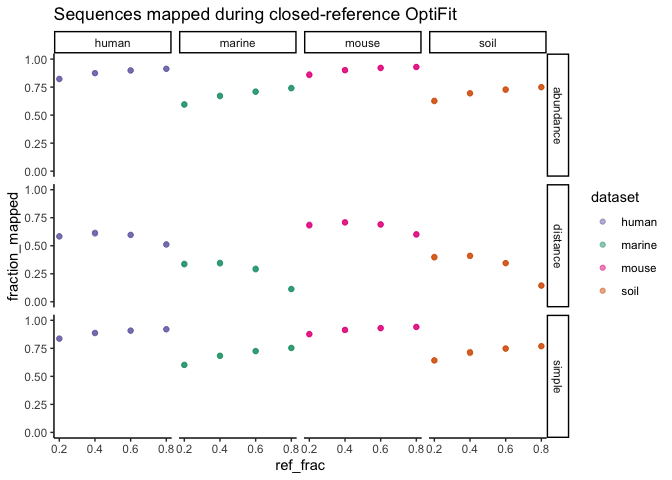 Sequences mapped during closed-reference OptiFit
human marine mouse soil
1.00
0.75
0.50
0.25
0.00
abundance
1.00
0.75
0.50
0.25
0.00
distance
1.00
0.75
0.50
0.25
0.00
simple
fraction_mapped
0.2 0.4 0.6 0.8 0.2 0.4 0.6 0.8 0.2 0.4 0.6 0.8 0.2 0.4 0.6 0.8
ref_frac
dataset
human
marine
mouse
soil